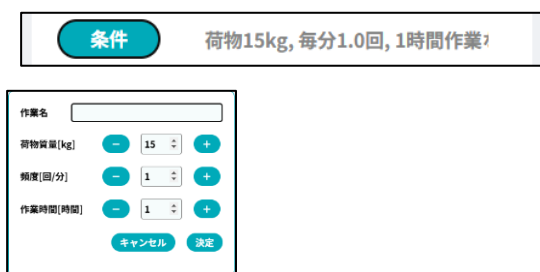 条件 荷物15kg, 毎分1.0回, 1時間作業
作業名
荷物質量[kg] − 15 +
頻度[回/分] − 1 +
作業時間[時間] − 1 +
キャンセル 決定